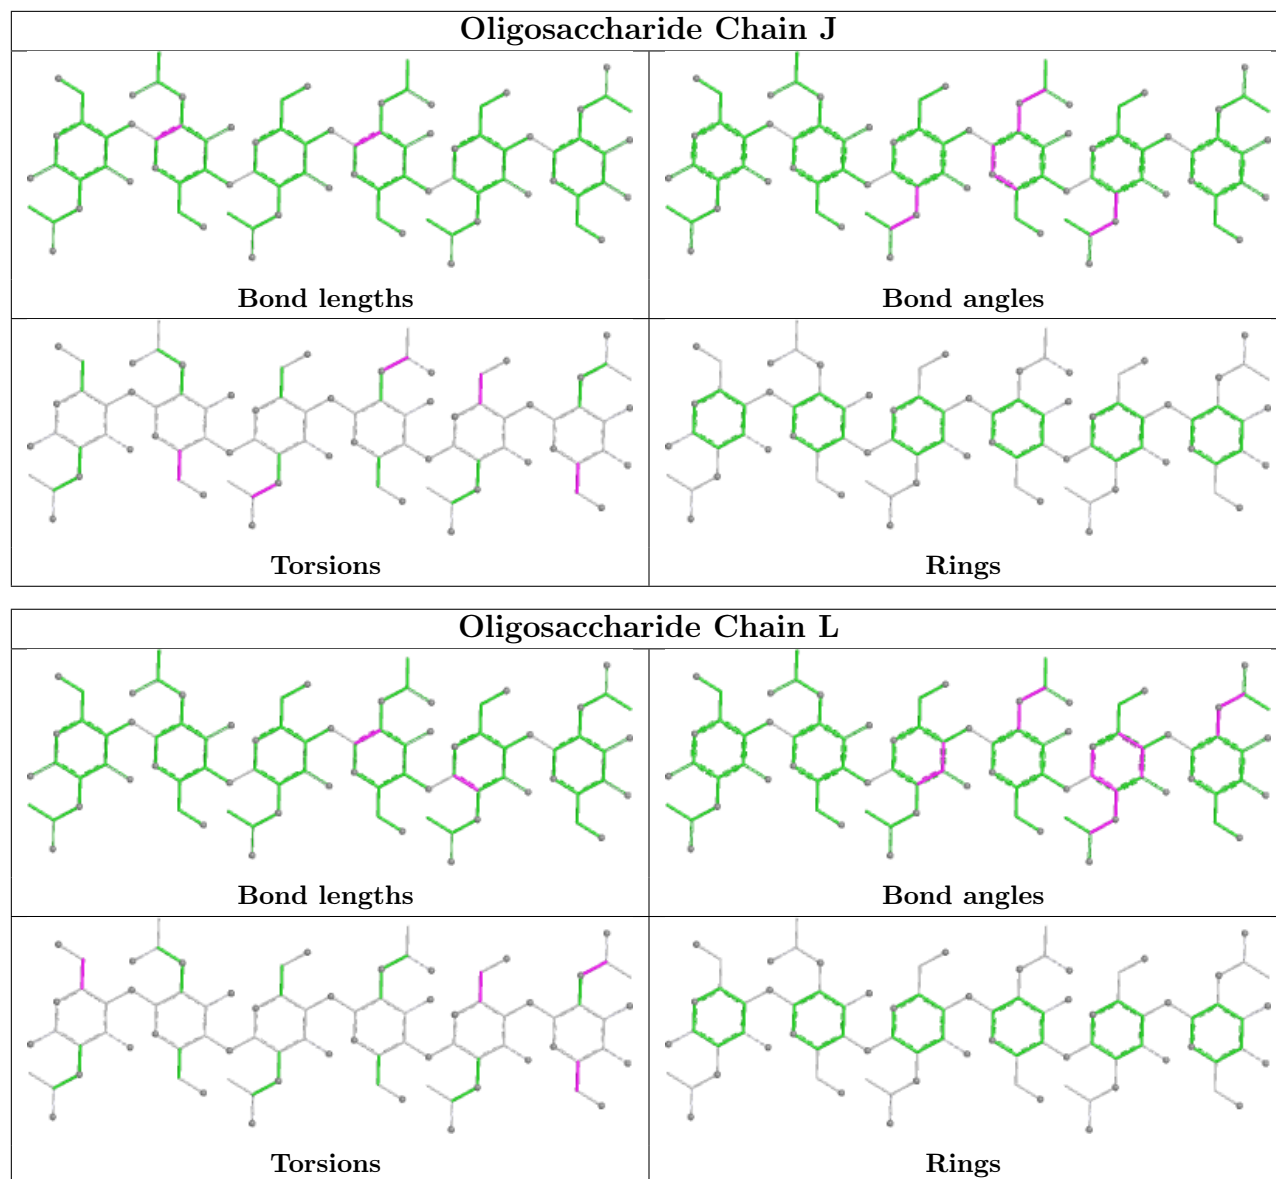 Oligosaccharide Chain J
Bond lengths
Bond angles
Torsions
Rings
Oligosaccharide Chain L
Bond lengths
Bond angles
Torsions
Rings